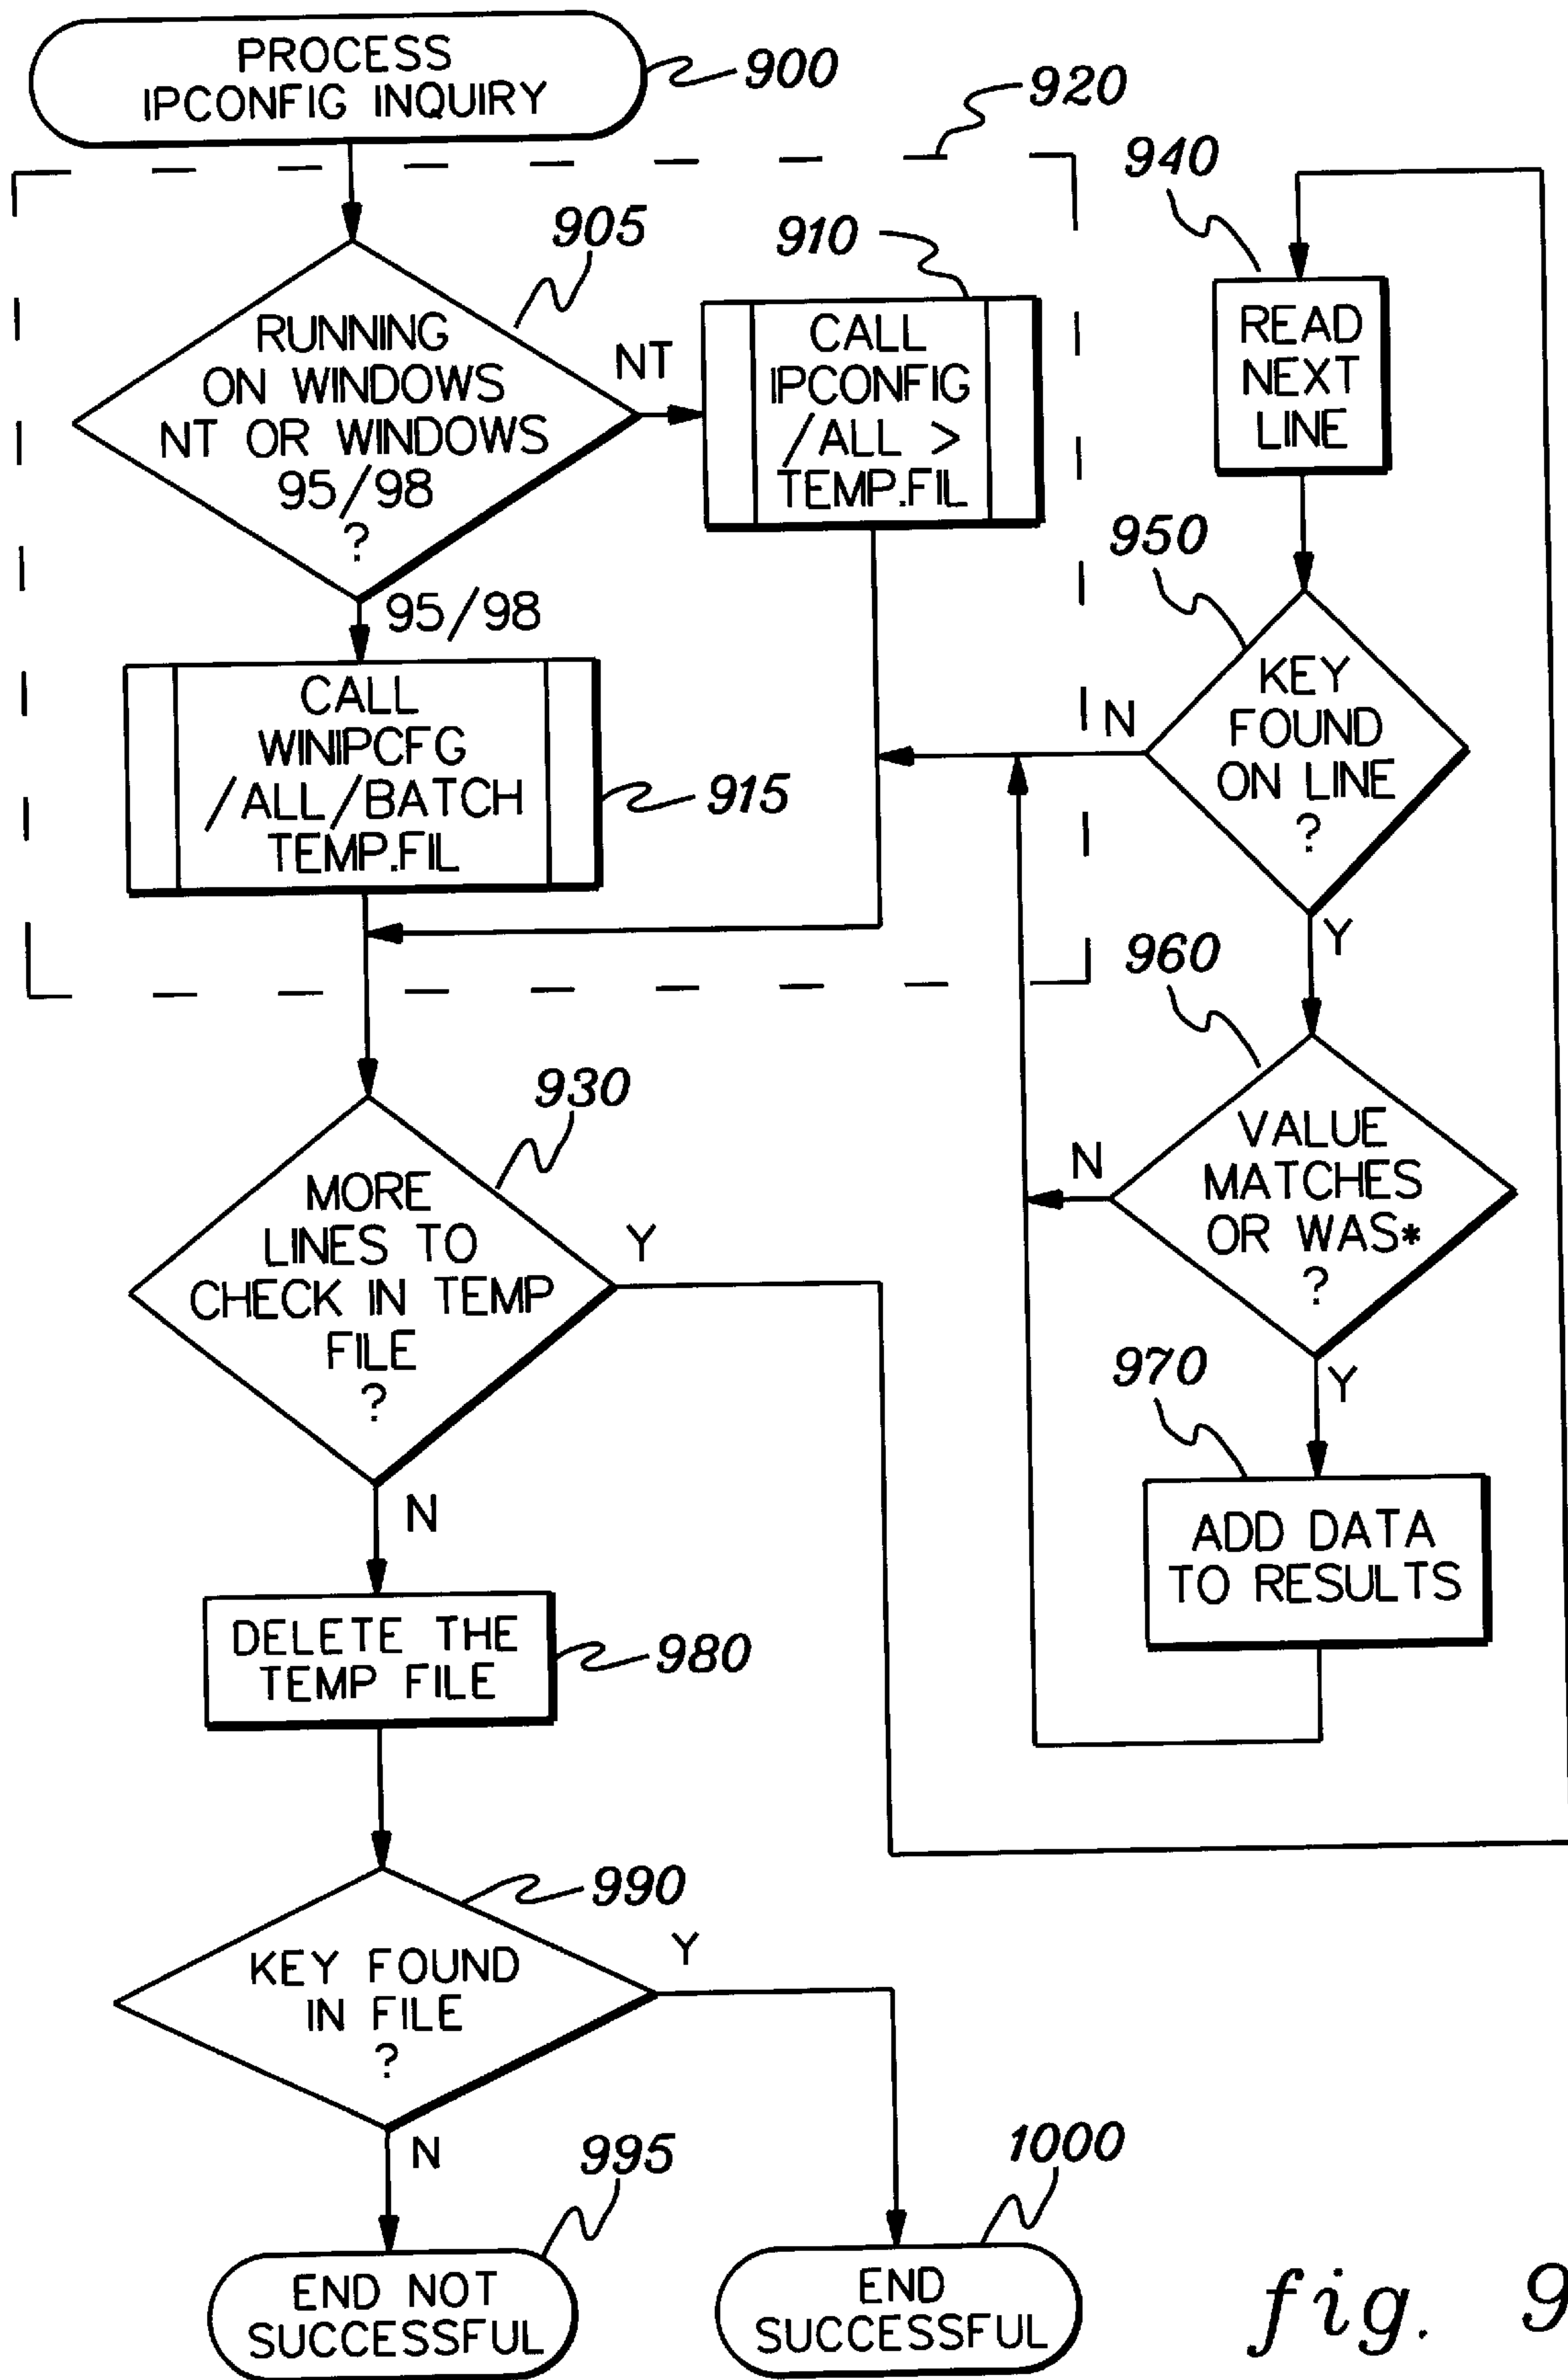 PROCESS
IPCONFIG INQUIRY
900
920
905
RUNNING
ON WINDOWS
NT OR WINDOWS
95/98
?
NT
910
CALL
IPCONFIG
/ALL >
TEMP.FIL
95/98
CALL
WINIPCFG
/ALL/BATCH
TEMP.FIL
915
940
READ
NEXT
LINE
950
KEY
FOUND
ON LINE
?
N
Y
960
VALUE
MATCHES
OR WAS*
?
N
Y
970
ADD DATA
TO RESULTS
930
MORE
LINES TO
CHECK IN TEMP
FILE
?
Y
N
DELETE THE
TEMP FILE
980
990
KEY FOUND
IN FILE
?
Y
N
995
END NOT
SUCCESSFUL
1000
END
SUCCESSFUL
fig. 9